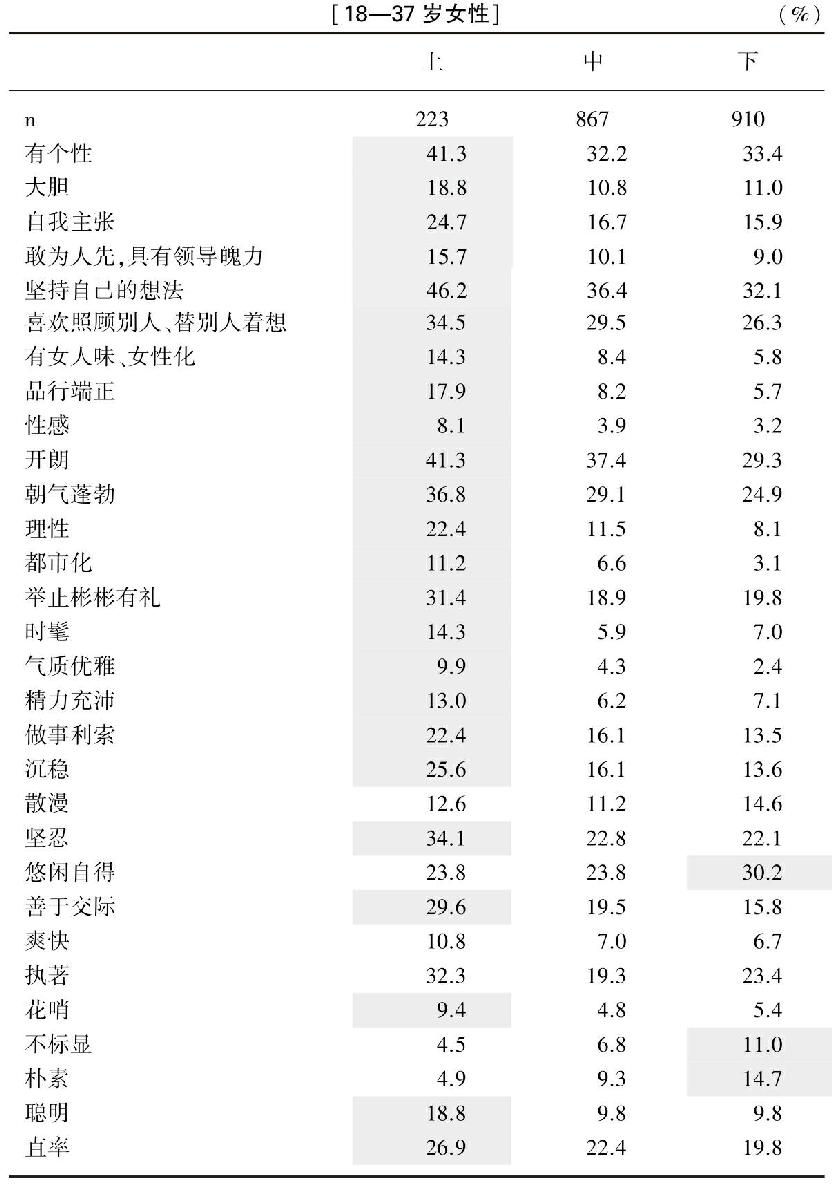 [18—37 岁女性] (%)
上 中 下
n 223 867 910
有个性 41.3 32.2 33.4
大胆 18.8 10.8 11.0
自我主张 24.7 16.7 15.9
敢为人先,具有领导魄力 15.7 10.1 9.0
坚持自己的想法 46.2 36.4 32.1
喜欢照顾别人、替别人着想 34.5 29.5 26.3
有女人味、女性化 14.3 8.4 5.8
品行端正 17.9 8.2 5.7
性感 8.1 3.9 3.2
开朗 41.3 37.4 29.3
朝气蓬勃 36.8 29.1 24.9
理性 22.4 11.5 8.1
都市化 11.2 6.6 3.1
举止彬彬有礼 31.4 18.9 19.8
时髦 14.3 5.9 7.0
气质优雅 9.9 4.3 2.4
精力充沛 13.0 6.2 7.1
做事利索 22.4 16.1 13.5
沉稳 25.6 16.1 13.6
散漫 12.6 11.2 14.6
坚忍 34.1 22.8 22.1
悠闲自得 23.8 23.8 30.2
善于交际 29.6 19.5 15.8
爽快 10.8 7.0 6.7
执著 32.3 19.3 23.4
花哨 9.4 4.8 5.4
不标显 4.5 6.8 11.0
朴素 4.9 9.3 14.7
聪明 18.8 9.8 9.8
直率 26.9 22.4 19.8